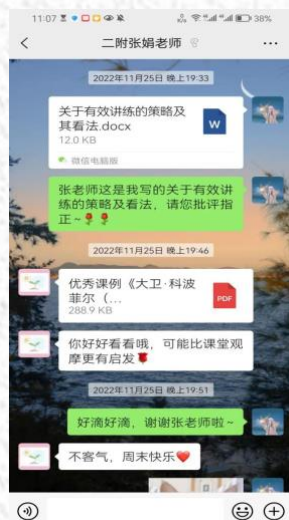 11:07
38%
二附张娟老师
2022年11月25日 晚上19:33
关于有效讲练的策略及
其看法.docx
12.0 KB
W
微信电脑版
张老师这是我写的关于有效讲
练的策略及看法，请您批评指
正~🌹🌹
2022年11月25日 晚上19:46
优秀课例《大卫·科波
菲尔（...
288.9 KB
PDF
你好好看看哦，可能比课堂观
摩更有启发🌹
2022年11月25日 晚上19:51
好滴好滴，谢谢张老师啦~
不客气，周末快乐❤️